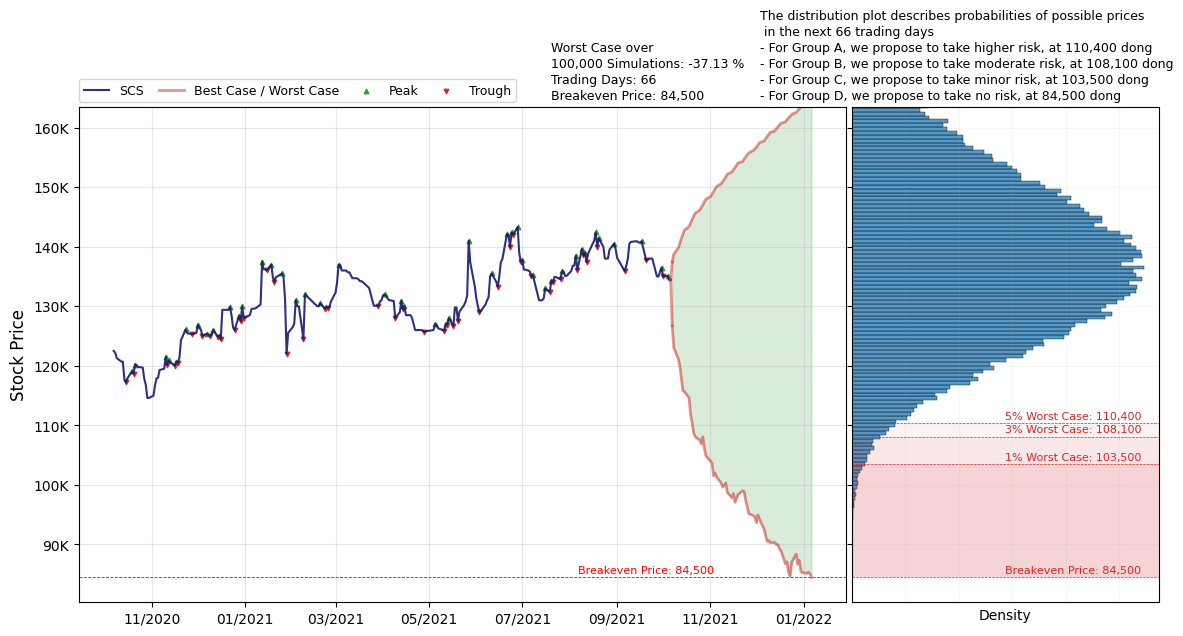 The distribution plot describes probabilities of possible prices
in the next 66 trading days
- For Group A, we propose to take higher risk, at 110,400 dong
- For Group B, we propose to take moderate risk, at 108,100 dong
- For Group C, we propose to take minor risk, at 103,500 dong
- For Group D, we propose to take no risk, at 84,500 dong
Worst Case over
100,000 Simulations: -37.13 %
Trading Days: 66
Breakeven Price: 84,500
SCS
Best Case / Worst Case
Peak
Trough
Stock Price
160K
150K
140K
130K
120K
110K
100K
90K
Breakeven Price: 84,500
11/2020
01/2021
03/2021
05/2021
07/2021
09/2021
11/2021
01/2022
5% Worst Case: 110,400
3% Worst Case: 108,100
1% Worst Case: 103,500
Breakeven Price: 84,500
Density